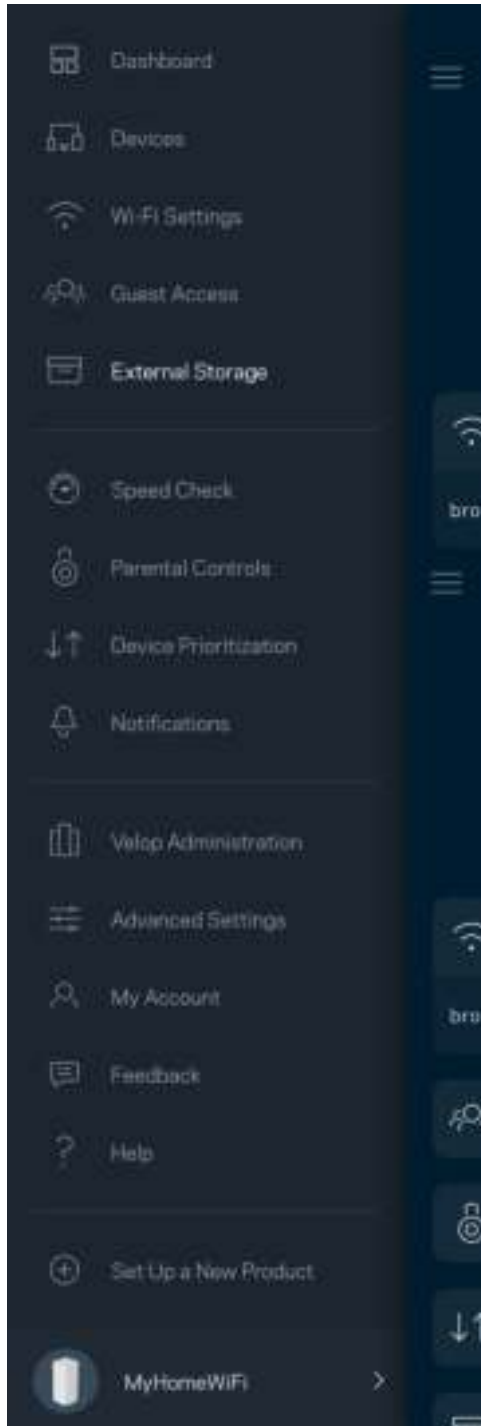 Dashboard
Devices
Wi-Fi Settings
Guest Access
External Storage
bro
Speed Check
Parental Controls
Device Prioritization
Notifications
Velop Administration
Advanced Settings
bro
My Account
Feedback
Help
Set Up a New Product
MyHomeWiFi